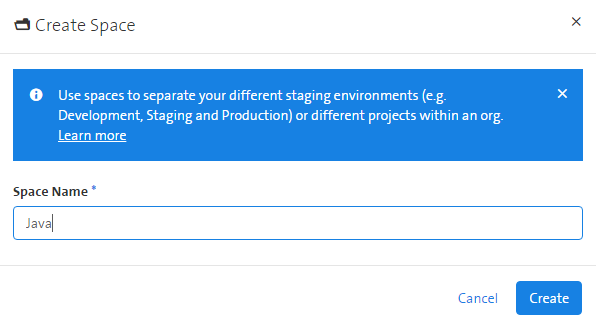 Create Space
Use spaces to separate your different staging environments (e.g.
Development, Staging and Production) or different projects within an org.
Learn more
Space Name *
Java
Cancel
Create